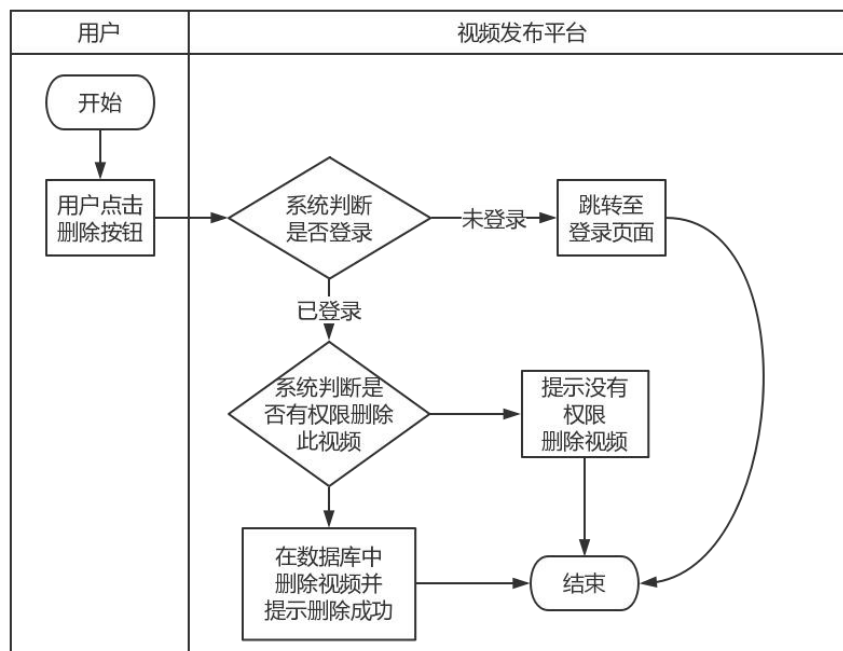 用户
视频发布平台
开始
用户点击
删除按钮
系统判断
是否登录
未登录
跳转至
登录页面
已登录
系统判断是
否有权限删除
此视频
提示没有
权限
删除视频
在数据库中
删除视频并
提示删除成功
结束